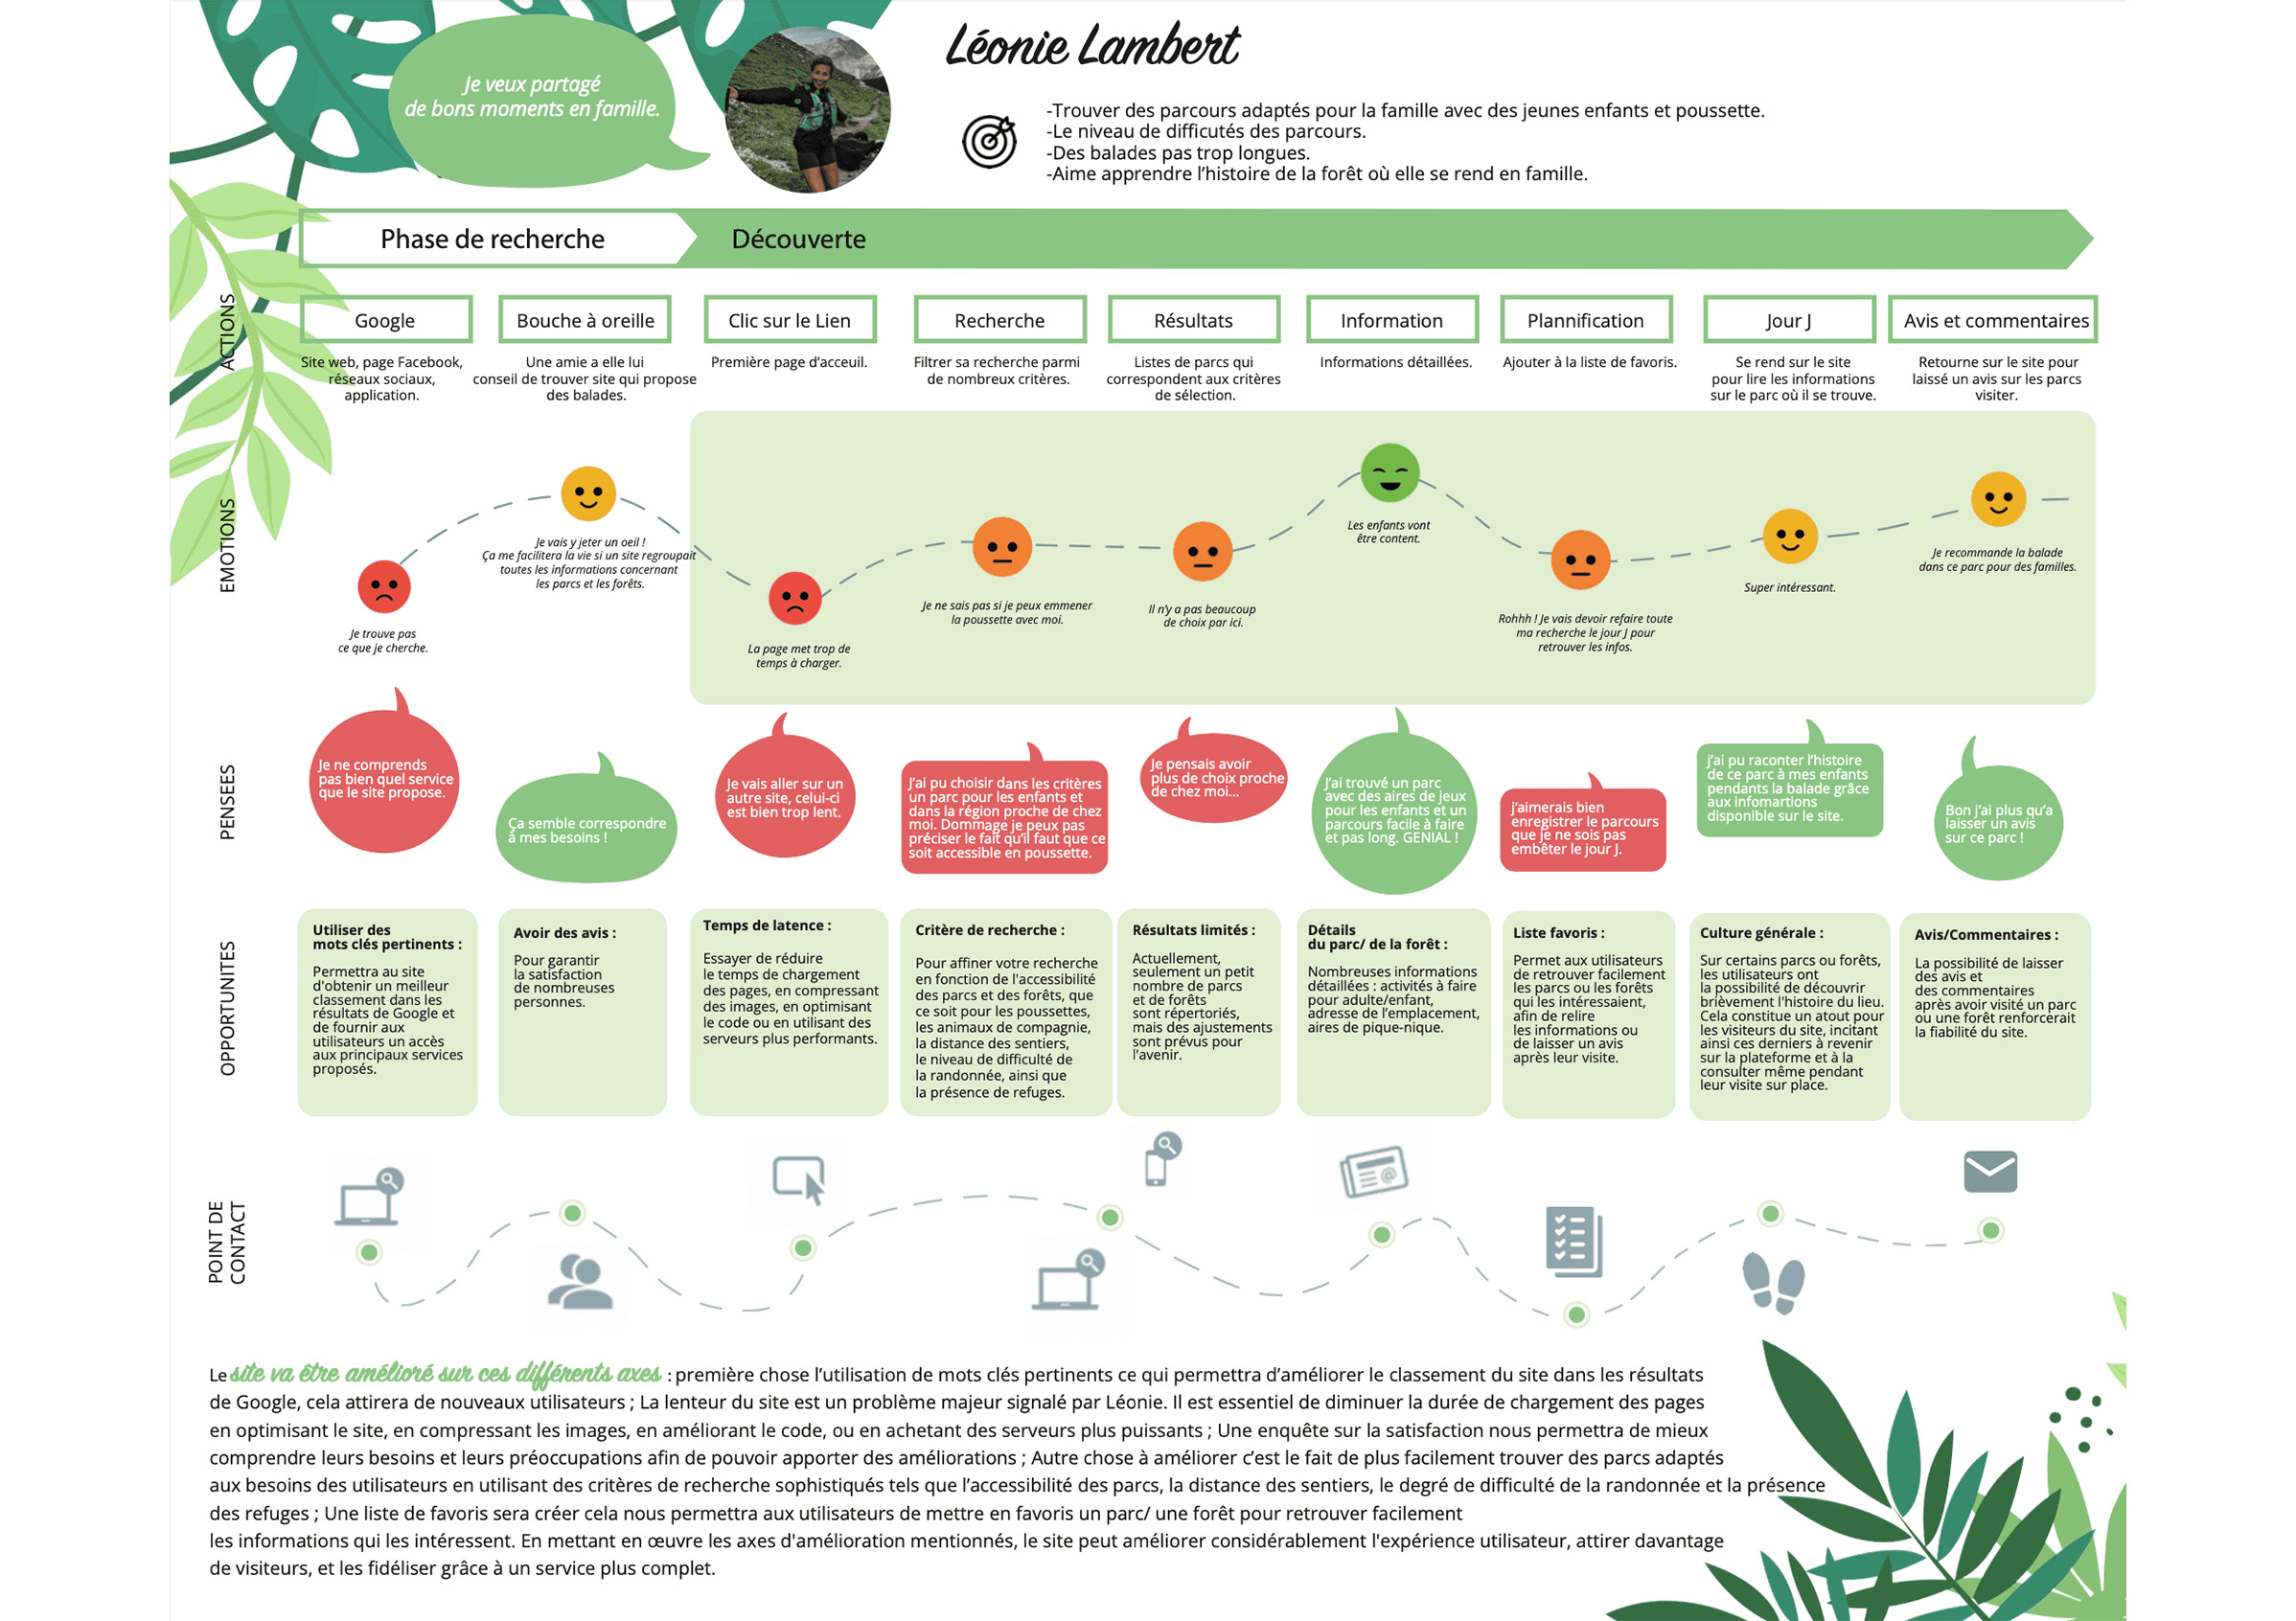 Je veux partagé
de bons moments en famille.
Léonie Lambert
-Trouver des parcours adaptés pour la famille avec des jeunes enfants et poussette.
-Le niveau de difficutés des parcours.
-Des balades pas trop longues.
-Aime apprendre l'histoire de la forêt où elle se rend en famille.
Phase de recherche
Découverte
ACTIONS
Google
Site web, page Facebook,
réseaux sociaux,
application.
Bouche à oreille
Une amie a elle lui
conseil de trouver site qui propose
des balades.
Clic sur le Lien
Première page d'acceuil.
Recherche
Filtrer sa recherche parmi
de nombreux critères.
Résultats
Listes de parcs qui
correspondent aux critères
de sélection.
Information
Informations détaillées.
Plannification
Ajouter à la liste de favoris.
Jour J
Se rend sur le site
pour lire les informations
sur le parc où il se trouve.
Avis et commentaires
Retourne sur le site pour
laissé un avis sur les parcs
visiter.
EMOTIONS
Je trouve pas
ce que je cherche.
Je vais y jeter un oeil !
Ça me facilitera la vie si un site regroupait
toutes les informations concernant
les parcs et les forêts.
La page met trop de
temps à charger.
Je ne sais pas si je peux emmener
la poussette avec moi.
Il n'y a pas beaucoup
de choix par ici.
Les enfants vont
être content.
Rohhh ! Je vais devoir refaire toute
ma recherche le jour J pour
retrouver les infos.
Super intéressant.
Je recommande la balade
dans ce parc pour des familles.
PENSEES
Je ne comprends
pas bien quel service
que le site propose.
Ça semble correspondre
à mes besoins !
Je vais aller sur un
autre site, celui-ci
est bien trop lent.
J'ai pu choisir dans les critères
un parc pour les enfants et
dans la région proche de chez
moi. Dommage je peux pas
préciser le fait qu'il faut que ce
soit accessible en poussette.
Je pensais avoir
plus de choix proche
de chez moi...
J'ai trouvé un parc
avec des aires de jeux
pour les enfants et un
parcours facile à faire
et pas long. GENIAL !
J'aimerais bien
enregistrer le parcours
que je ne sois pas
embêter le jour J.
J'ai pu raconter l'histoire
de ce parc à mes enfants
pendants la balade grâce
aux infomartions
disponible sur le site.
Bon j'ai plus qu'a
laisser un avis
sur ce parc !
OPPORTUNITES
Utiliser des
mots clés pertinents :
Permettra au site
d'obtenir un meilleur
classement dans les
résultats de Google et
de fournir aux
utilisateurs un accès
aux principaux services
proposés.
Avoir des avis :
Pour garantir
la satisfaction
de nombreuses
personnes.
Temps de latence :
Essayer de réduire
le temps de chargement
des pages, en compressant
des images, en optimisant
le code ou en utilisant des
serveurs plus performants.
Critère de recherche :
Pour affiner votre recherche
en fonction de l'accessibilité
des parcs et des forêts, que
ce soit pour les poussettes,
les animaux de compagnie,
la distance des sentiers,
le niveau de difficulté de
la randonnée, ainsi que
la présence de refuges.
Résultats limités :
Actuellement,
seulement un petit
nombre de parcs
et de forêts
sont répertoriés,
mais des ajustements
sont prévus pour
l'avenir.
Détails
du parc/ de la forêt :
Nombreuses informations
détaillées : activités à faire
pour adulte/enfant,
adresse de l'emplacement,
aires de pique-nique.
Liste favoris :
Permet aux utilisateurs
de retrouver facilement
les parcs ou les forêts
qui les intéressaient,
afin de relire
les informations ou
de laisser un avis
après leur visite.
Culture générale :
Sur certains parcs ou forêts,
les utilisateurs ont
la possibilité de découvrir
brièvement l'histoire du lieu.
Cela constitue un atout pour
les visiteurs du site, incitant
ainsi ces derniers à revenir
sur la plateforme et à la
consulter même pendant
leur visite sur place.
Avis/Commentaires :
La possibilité de laisser
des avis et
des commentaires
après avoir visité un parc
ou une forêt renforcerait
la fiabilité du site.
POINT DE
CONTACT
Le site va être amélioré sur ces différents axes : première chose l'utilisation de mots clés pertinents ce qui permettra d'améliorer le classement du site dans les résultats
de Google, cela attirera de nouveaux utilisateurs ; La lenteur du site est un problème majeur signalé par Léonie. Il est essentiel de diminuer la durée de chargement des pages
en optimisant le site, en compressant les images, en améliorant le code, ou en achetant des serveurs plus puissants ; Une enquête sur la satisfaction nous permettra de mieux
comprendre leurs besoins et leurs préoccupations afin de pouvoir apporter des améliorations ; Autre chose à améliorer c'est le fait de plus facilement trouver des parcs adaptés
aux besoins des utilisateurs en utilisant des critères de recherche sophistiqués tels que l'accessibilité des parcs, la distance des sentiers, le degré de difficulté de la randonnée et la présence
des refuges ; Une liste de favoris sera créer cela nous permettra aux utilisateurs de mettre en favoris un parc/ une forêt pour retrouver facilement
les informations qui les intéressent. En mettant en œuvre les axes d'amélioration mentionnés, le site peut améliorer considérablement l'expérience utilisateur, attirer davantage
de visiteurs, et les fidéliser grâce à un service plus complet.